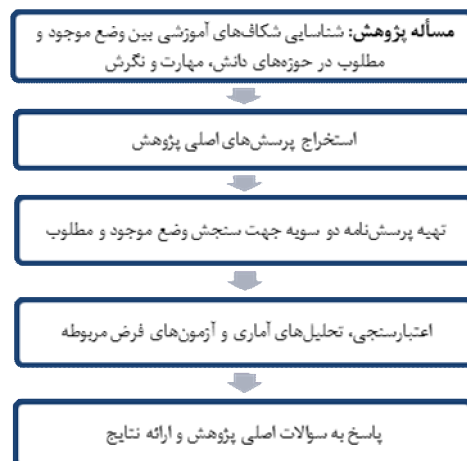 مسأله پژوهش: شناسایی شکاف‌های آموزشی بین وضع موجود و
مطلوب در حوزه‌های دانش، مهارت و نگرش
استخراج پرسش‌های اصلی پژوهش
تهیه پرسش‌نامه دو سویه جهت سنجش وضع موجود و مطلوب
اعتبارسنجی، تحلیل‌های آماری و آزمون‌های فرض مربوطه
پاسخ به سوالات اصلی پژوهش و ارائه نتایج